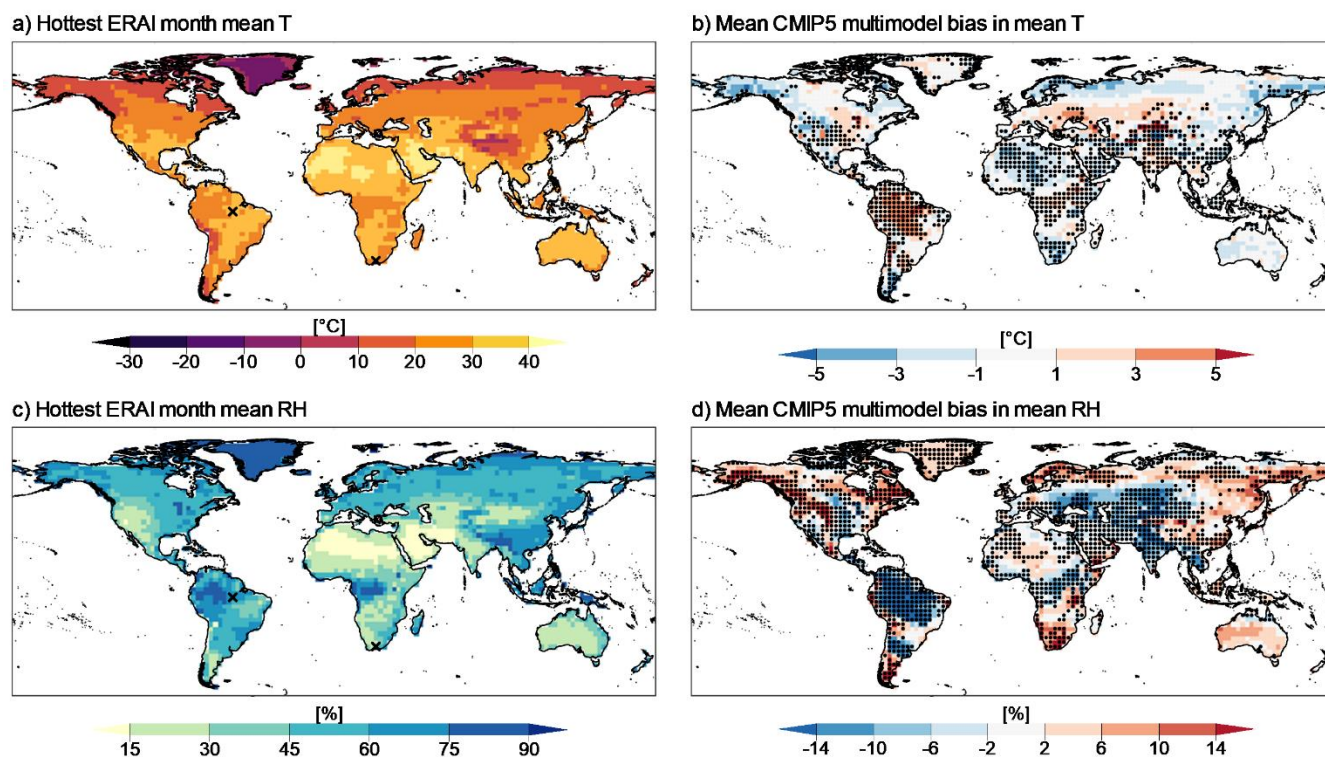 a) Hottest ERAI month mean T
b) Mean CMIP5 multimodel bias in mean T
[°C]
-30 -20 -10 0 10 20 30 40
[°C]
-5 -3 -1 1 3 5
c) Hottest ERAI month mean RH
d) Mean CMIP5 multimodel bias in mean RH
[%]
15 30 45 60 75 90
[%]
-14 -10 -6 -2 2 6 10 14